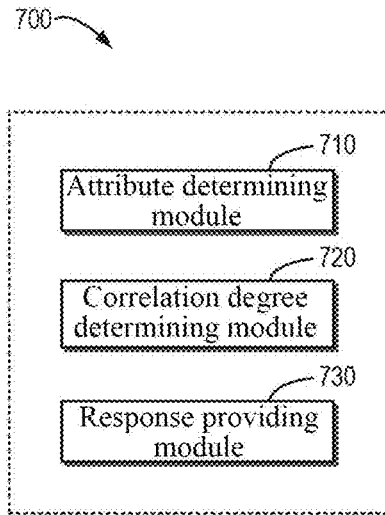 700
710
Attribute determining
module
720
Correlation degree
determining module
730
Response providing
module